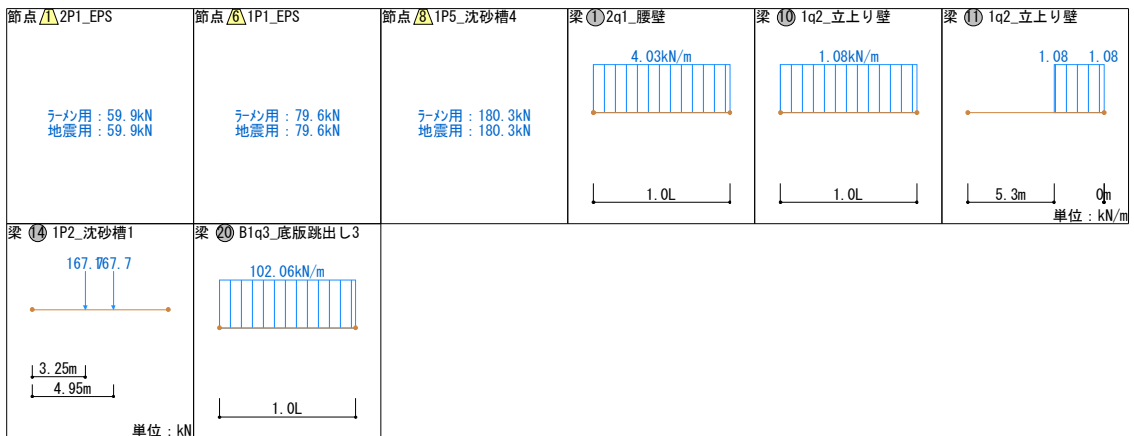 節点 1 2P1_EPS
ラーメン用：59.9kN
地震用：59.9kN
節点 6 1P1_EPS
ラーメン用：79.6kN
地震用：79.6kN
節点 8 1P5_沈砂槽4
ラーメン用：180.3kN
地震用：180.3kN
梁 1 2q1_腰壁
4.03kN/m
1.0L
梁 10 1q2_立上り壁
1.08kN/m
1.0L
梁 11 1q2_立上り壁
1.08 1.08
5.3m 0m
単位：kN/m
梁 14 1P2_沈砂槽1
167.7 167.7
3.25m
4.95m
単位：kN
梁 20 B1q3_底版跳出し3
102.06kN/m
1.0L